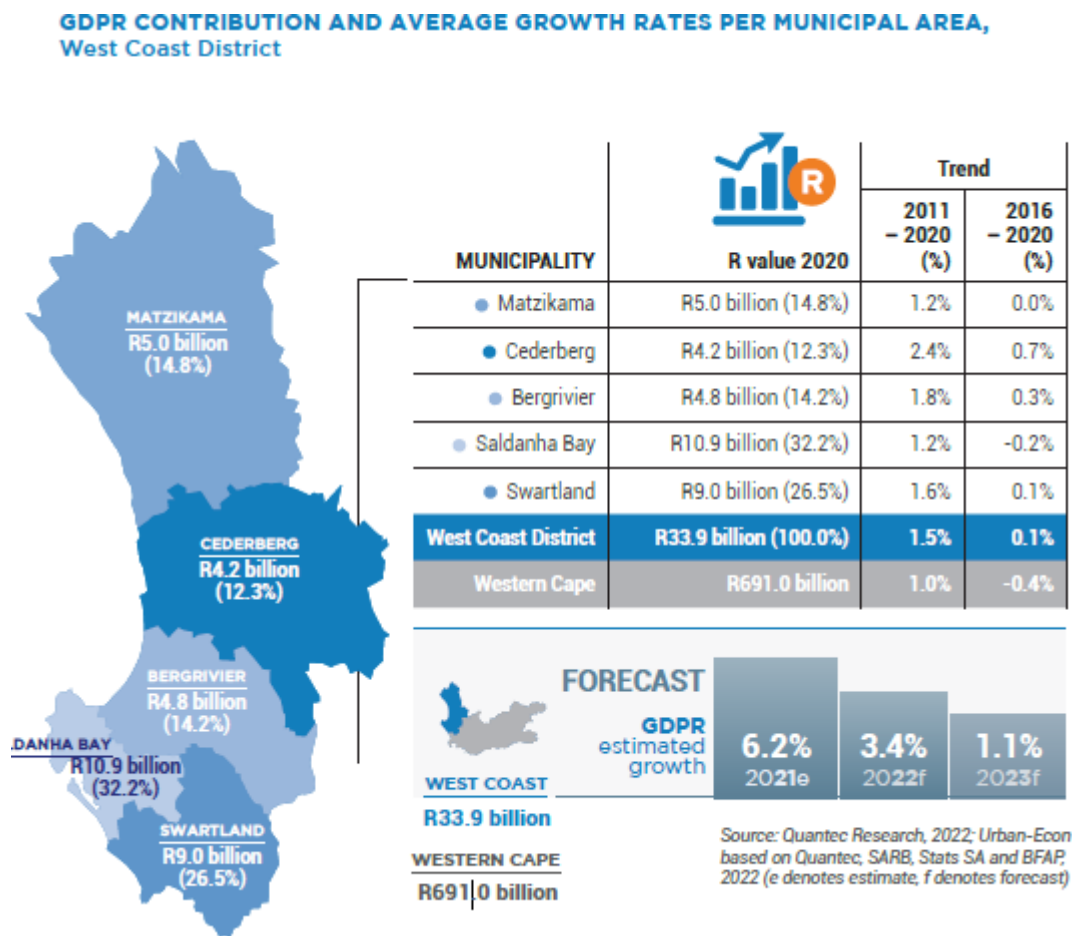 GDPR CONTRIBUTION AND AVERAGE GROWTH RATES PER MUNICIPAL AREA,
West Coast District
MATZIKAMA
R5.0 billion
(14.8%)
CEDERBERG
R4.2 billion
(12.3%)
BERGRIVIER
R4.8 billion
(14.2%)
LDANHA BAY
R10.9 billion
(32.2%)
SWARTLAND
R9.0 billion
(26.5%)
R
Trend
MUNICIPALITY R value 2020 2011 – 2020 (%) 2016 – 2020 (%)
Matzikama R5.0 billion (14.8%) 1.2% 0.0%
Cederberg R4.2 billion (12.3%) 2.4% 0.7%
Bergrivier R4.8 billion (14.2%) 1.8% 0.3%
Saldanha Bay R10.9 billion (32.2%) 1.2% -0.2%
Swartland R9.0 billion (26.5%) 1.6% 0.1%
West Coast District R33.9 billion (100.0%) 1.5% 0.1%
Western Cape R691.0 billion 1.0% -0.4%
FORECAST
GDPR
estimated
growth
6.2% 3.4% 1.1%
2021e 2022f 2023f
WEST COAST
R33.9 billion
WESTERN CAPE
R691.0 billion
Source: Quantec Research, 2022; Urban-Econ
based on Quantec, SARB, Stats SA and BFAP,
2022 (e denotes estimate, f denotes forecast)